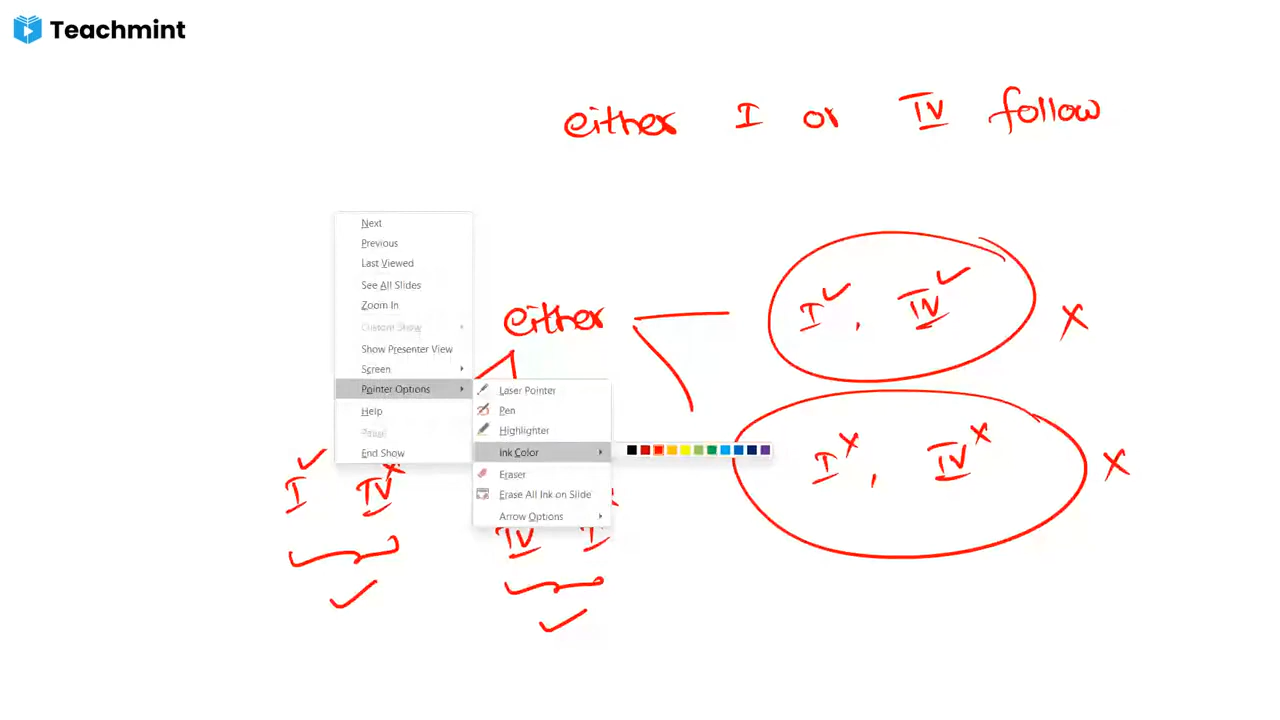 Teachmint
either I or IV follow
Next
Previous
Last Viewed
See All Slides
Zoom In
Custom Show
Show Presenter View
Screen
Pointer Options
Help
Pause
End Show
Laser Pointer
Pen
Highlighter
Ink Color
Eraser
Erase All Ink on Slide
Arrow Options
either
I ✓, IV ✓ X
I X, IV X X
I ✓ IV X
✓
IV I
✓